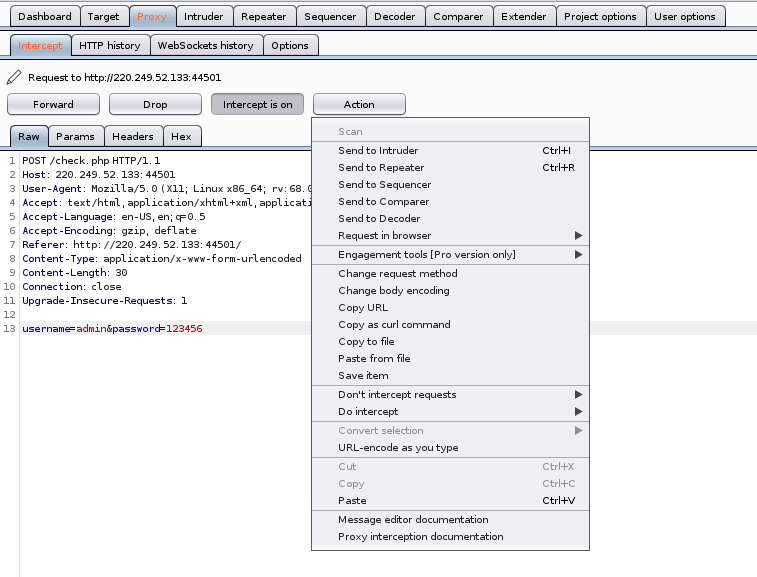 Dashboard Target Proxy Intruder Repeater Sequencer Decoder Comparer Extender Project options User options
Intercept HTTP history WebSockets history Options
Request to http://220.249.52.133:44501
Forward Drop Intercept is on Action
Raw Params Headers Hex
1 POST /check.php HTTP/1.1
2 Host: 220.249.52.133:44501
3 User-Agent: Mozilla/5.0 (X11; Linux x86_64; rv:68.0
4 Accept: text/html,application/xhtml+xml,applicati
5 Accept-Language: en-US,en;q=0.5
6 Accept-Encoding: gzip, deflate
7 Referer: http://220.249.52.133:44501/
8 Content-Type: application/x-www-form-urlencoded
9 Content-Length: 30
10 Connection: close
11 Upgrade-Insecure-Requests: 1
12
13 username=admin&password=123456
Scan
Send to Intruder Ctrl+I
Send to Repeater Ctrl+R
Send to Sequencer
Send to Comparer
Send to Decoder
Request in browser
Engagement tools [Pro version only]
Change request method
Change body encoding
Copy URL
Copy as curl command
Copy to file
Paste from file
Save item
Don't intercept requests
Do intercept
Convert selection
URL-encode as you type
Cut Ctrl+X
Copy Ctrl+C
Paste Ctrl+V
Message editor documentation
Proxy interception documentation